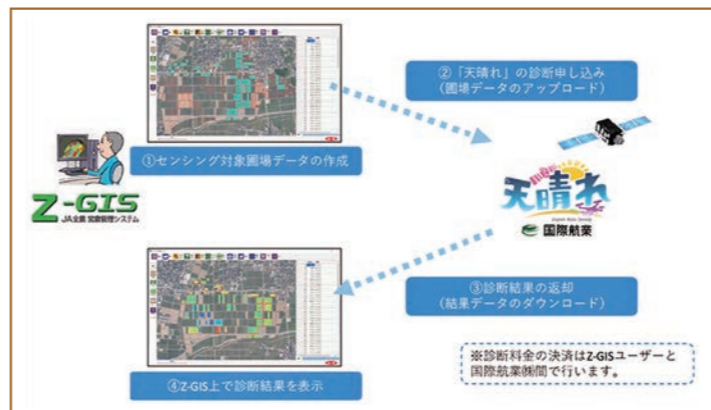 ①センシング対象圃場データの作成
②「天晴れ」の診断申し込み
（圃場データのアップロード）
Z-GIS
JA全農 営農管理システム
天晴れ
国際航業
③診断結果の返却
（結果データのダウンロード）
④Z-GIS上で診断結果を表示
※診断料金の決済はZ-GISユーザーと
国際航業㈱間で行います。